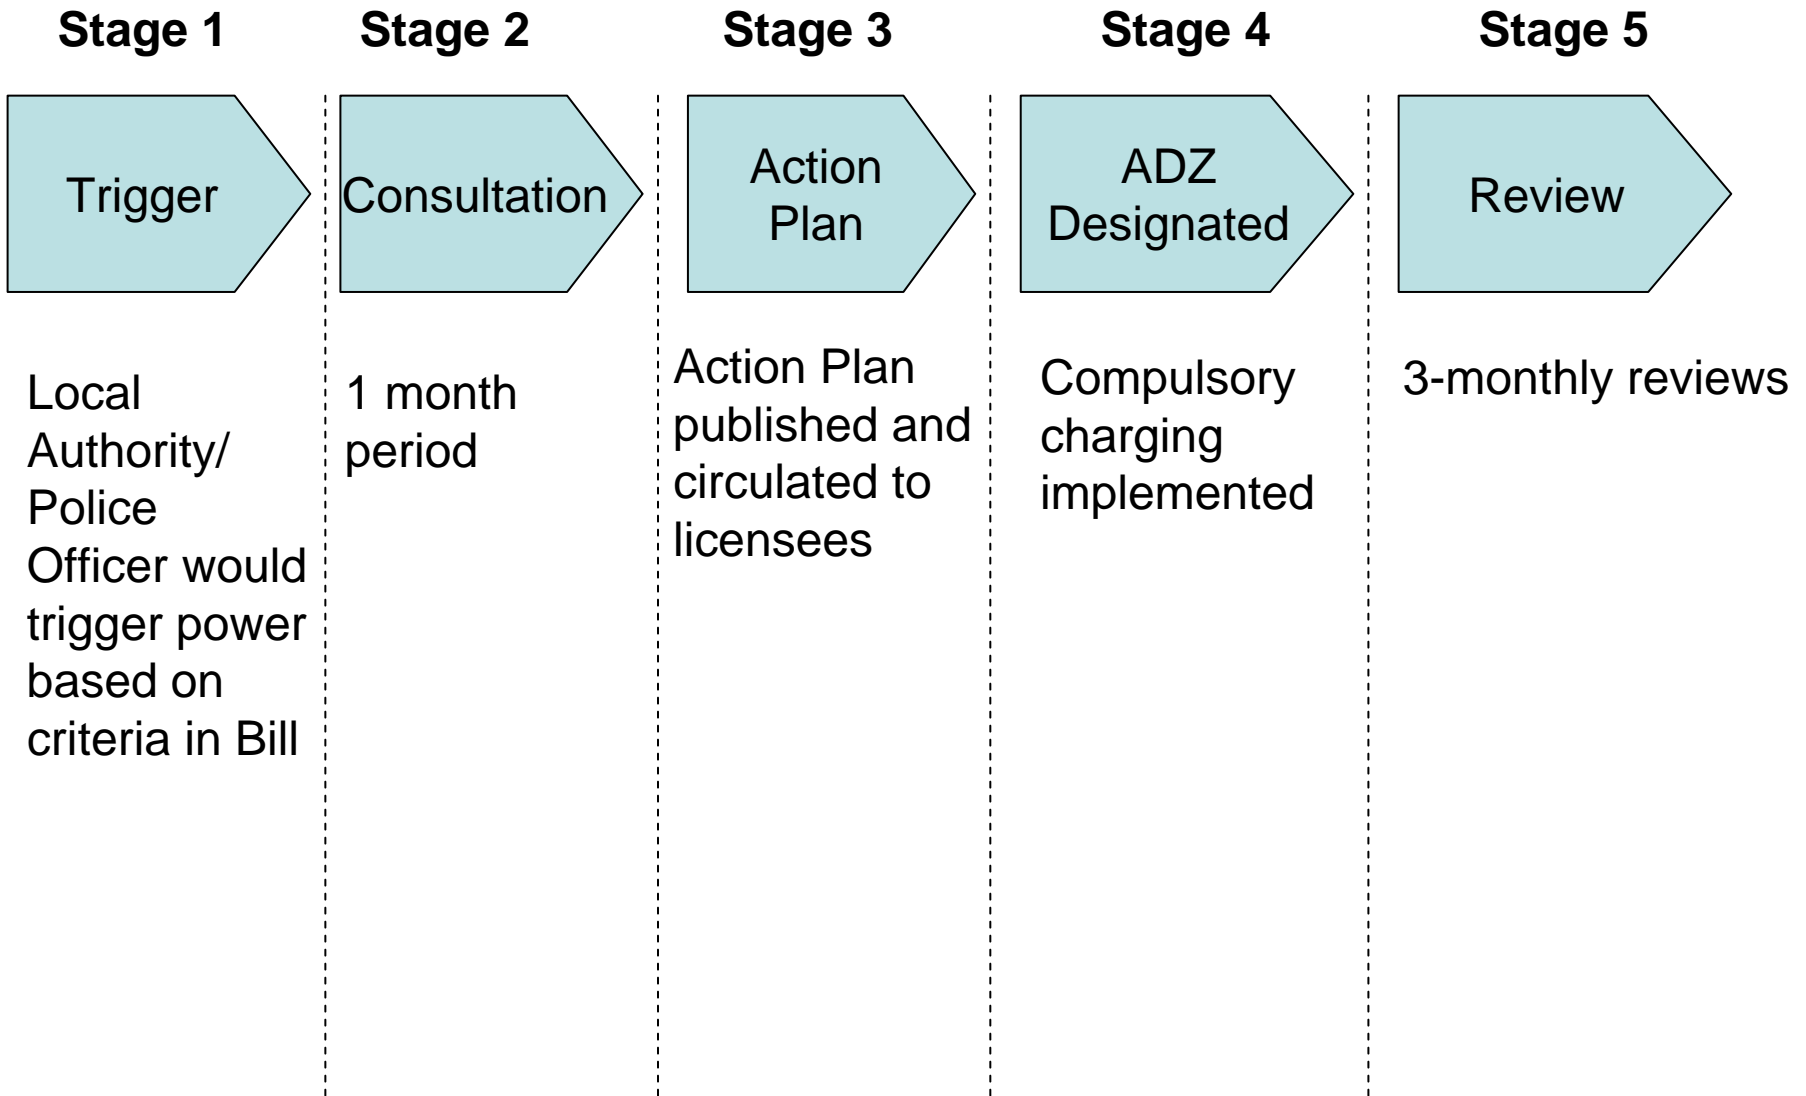 Stage 1
Stage 2
Stage 3
Stage 4
Stage 5
Trigger
Consultation
Action
Plan
ADZ
Designated
Review
Local
Authority/
Police
Officer would
trigger power
based on
criteria in Bill
1 month
period
Action Plan
published and
circulated to
licensees
Compulsory
charging
implemented
3-monthly reviews